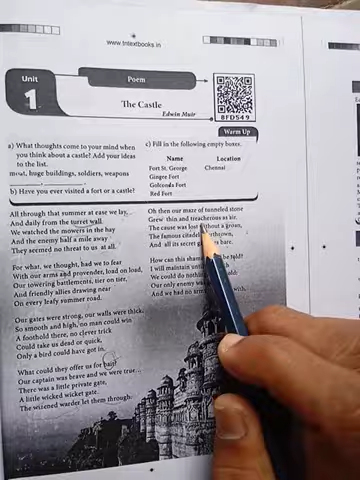 www.tntextbooks.in
Unit
1
Poem
The Castle
Edwin Muir
8FD549
Warm Up
a) What thoughts come to your mind when
you think about a castle? Add your ideas
to the list.
moat, huge buildings, soldiers, weapons
b) Have you ever visited a fort or a castle?
c) Fill in the following empty boxes.
Name Location
Fort St. George Chennai
Gingee Fort
Golconda Fort
Red Fort
All through that summer at ease we lay,
And daily from the turret wall
We watched the mowers in the hay
And the enemy half a mile away
They seemed no threat to us at all.
For what, we thought, had we to fear
With our arms and provender, load on load,
Our towering battlements, tier on tier,
And friendly allies drawing near
On every leafy summer road.
Our gates were strong, our walls were thick,
So smooth and high, no man could win
A foothold there, no clever trick
Could take us dead or quick,
Only a bird could have got in.
What could they offer us for bait?
Our captain was brave and we were true...
There was a little private gate,
A little wicked wicket gate.
The wizened warder let them through.
Oh then our maze of tunneled stone
Grew thin and treacherous as air.
The cause was lost without a groan,
The famous citadel overthrown,
And all its secret bare.
How can this sham be told?
I will maintain until
We could do nothing, sold:
Our only enemy was
And we had no arms with.